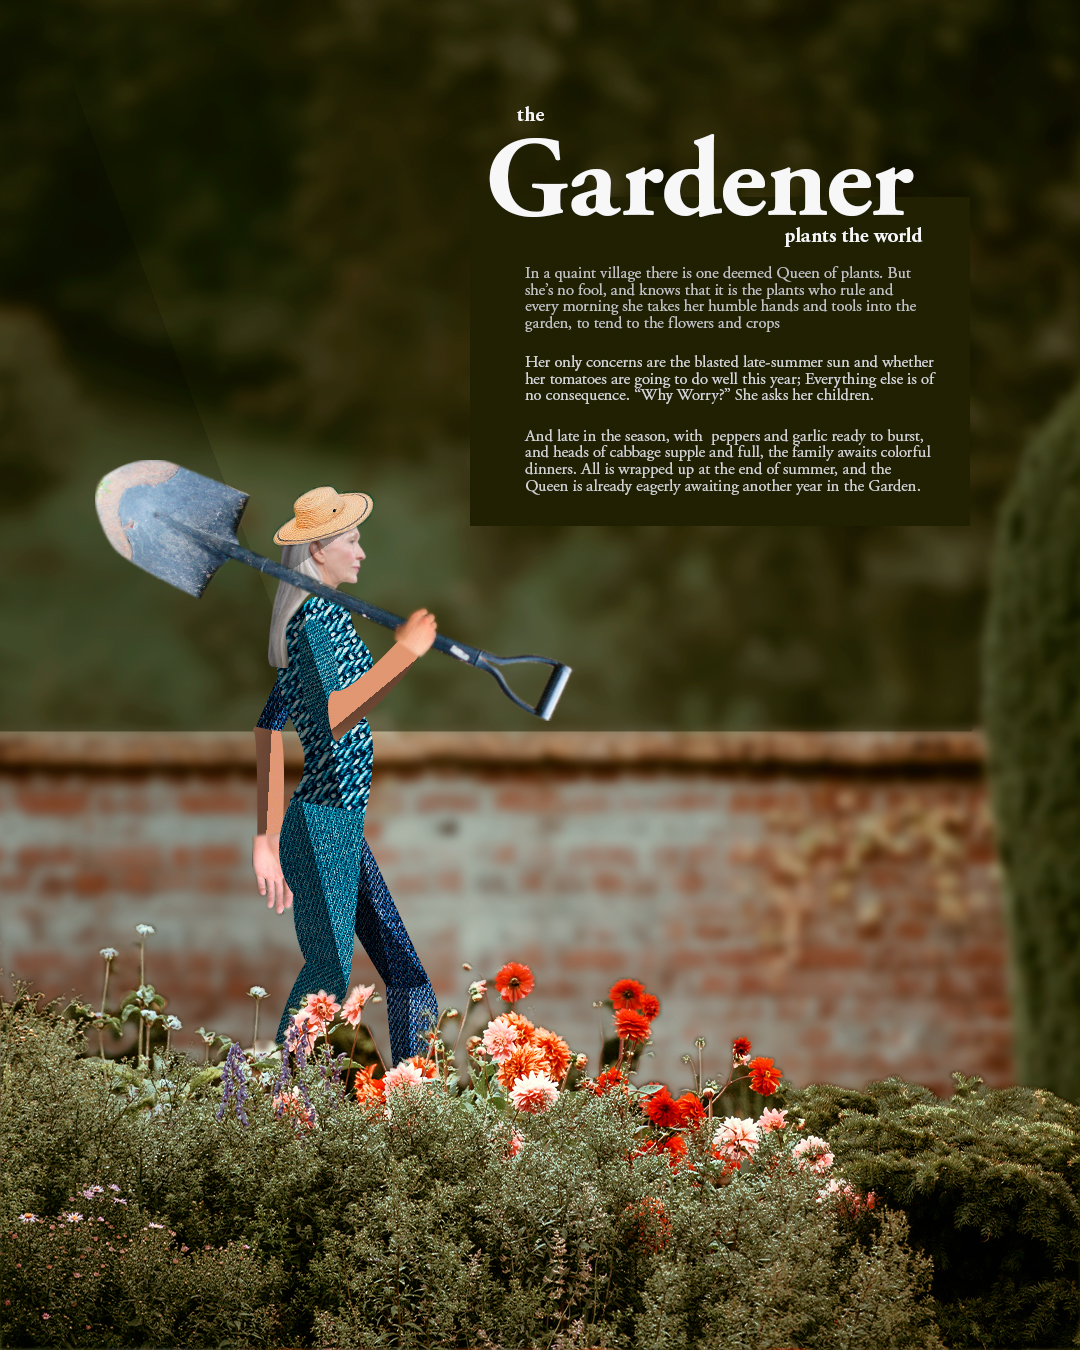 the
Gardener
plants the world
In a quaint village there is one deemed Queen of plants. But
she's no fool, and knows that it is the plants who rule and
every morning she takes her humble hands and tools into the
garden, to tend to the flowers and crops
Her only concerns are the blasted late-summer sun and whether
her tomatoes are going to do well this year; Everything else is of
no consequence. “Why Worry?” She asks her children.
And late in the season, with  peppers and garlic ready to burst,
and heads of cabbage supple and full, the family awaits colorful
dinners. All is wrapped up at the end of summer, and the
Queen is already eagerly awaiting another year in the Garden.